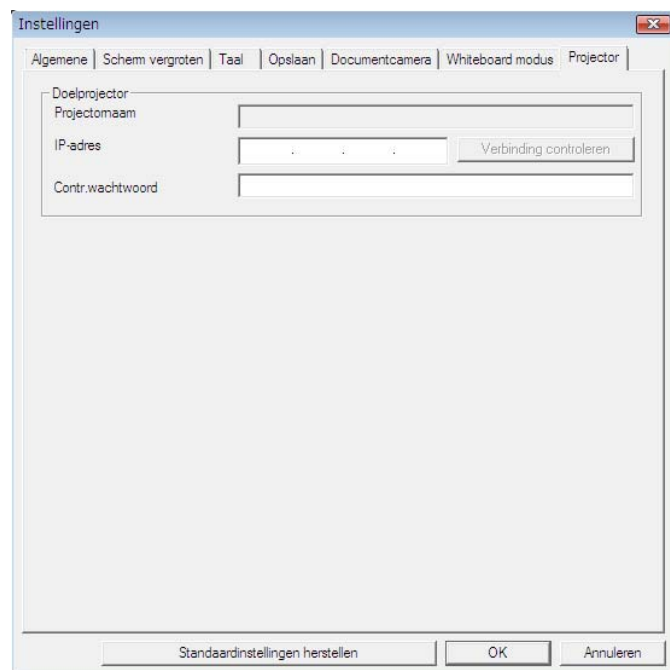 Instellingen
Algemene Scherm vergroten Taal Opslaan Documentcamera Whiteboard modus Projector
Doelprojector
Projectornaam
IP-adres . . . Verbinding controleren
Contr.wachtwoord
Standaardinstellingen herstellen OK Annuleren